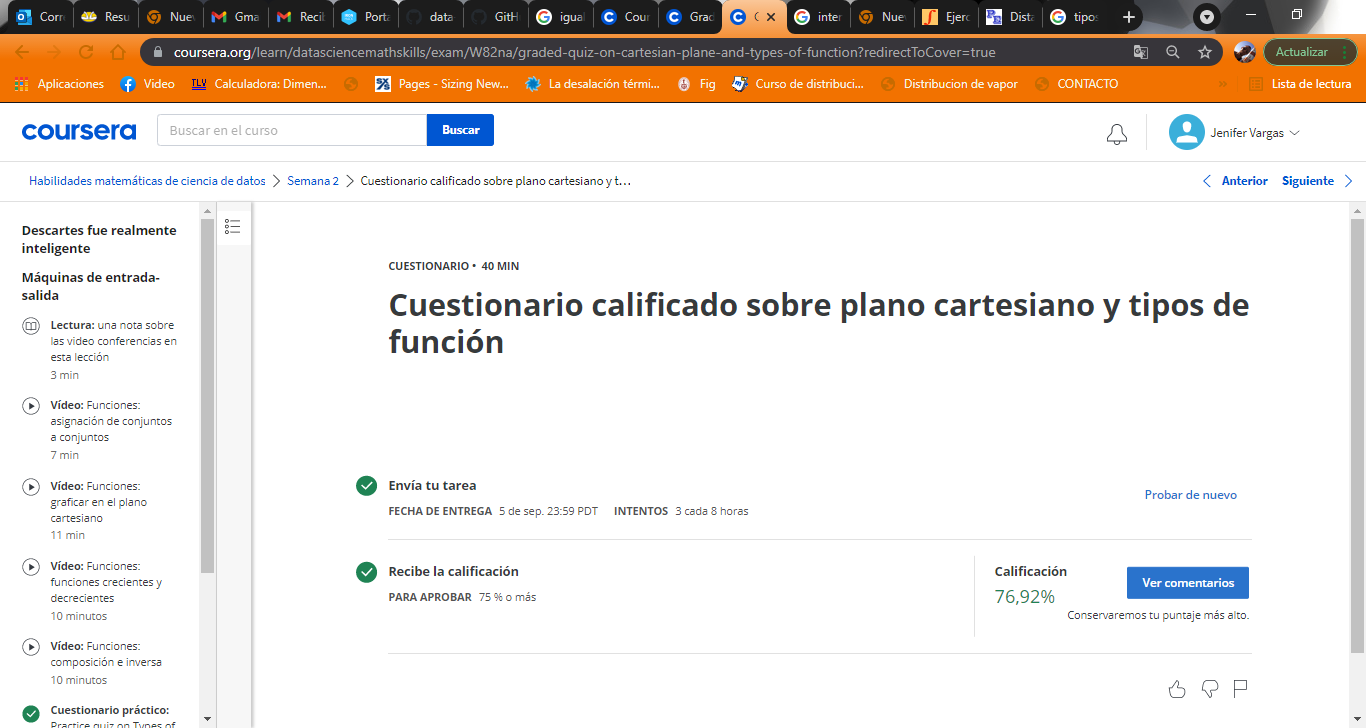 Corre
Resu
Nuev
Gma
Recil
Porta
data
GitH
igual
Cour
Grac
C
inter
Nuev
Ejerc
Dista
tipos
coursera.org/learn/datasciencemathskills/exam/W82na/graded-quiz-on-cartesian-plane-and-types-of-function?redirectToCover=true
Actualizar
Aplicaciones
Video
TLV
Calculadora: Dimen...
Pages - Sizing New...
La desalación térmi...
Fig
Curso de distribuci...
Distribucion de vapor
CONTACTO
»
Lista de lectura
coursera
Buscar en el curso
Buscar
Jenifer Vargas
Habilidades matemáticas de ciencia de datos > Semana 2 > Cuestionario calificado sobre plano cartesiano y t...
< Anterior Siguiente >
Descartes fue realmente
inteligente
Máquinas de entrada-
salida
Lectura: una nota sobre
las video conferencias en
esta lección
3 min
Vídeo: Funciones:
asignación de conjuntos
a conjuntos
7 min
Vídeo: Funciones:
graficar en el plano
cartesiano
11 min
Vídeo: Funciones:
funciones crecientes y
decrecientes
10 minutos
Vídeo: Funciones:
composición e inversa
10 minutos
Cuestionario práctico:
Practice quiz on Types of
CUESTIONARIO • 40 MIN
Cuestionario calificado sobre plano cartesiano y tipos de
función
Envía tu tarea
FECHA DE ENTREGA 5 de sep. 23:59 PDT INTENTOS 3 cada 8 horas
Probar de nuevo
Recibe la calificación
PARA APROBAR 75 % o más
Calificación
76,92%
Ver comentarios
Conservaremos tu puntaje más alto.